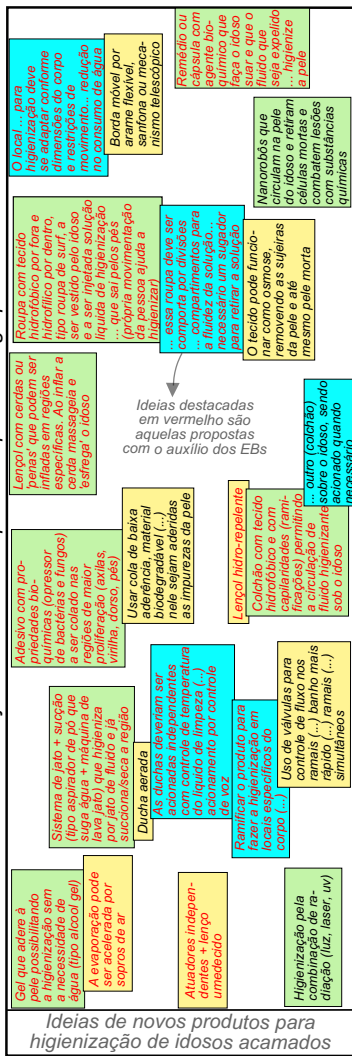 Ideias de novos produtos para
higienização de idosos acamados
Gel que adere à
pele possibilitando
a higienização sem
a necessidade de
água (tipo alcool gel)
A evaporação pode
ser acelerada por
sopros de ar
Atuadores indepen-
dentes + lenço
umedecido
Higienização pela
combinação de ra-
diação (luz, laser, uv)
Sistema de jato + sucção
(tipo aspirador de pó que
suga água + máquina de
lava jato que higieniza
por jato de fluido e já
succiona/seca a região
Ducha aerada
As duchas deveriam ser
acionadas independentes
com controle de temperatura
do líquido de limpeza (...)
acionamento por controle
de voz
Ramificar o produto para
fazer a higienização em
locais específicos do
corpo (...)
Uso de válvulas para
controle de fluxo nos
ramais (...) banho mais
rápido (...) ramais (...)
simultâneos
Adesivo com pro-
priedades bio-
químicas (opressor
de bactérias e fungos)
a ser colado nas
regiões de maior
proliferação (axilas,
virilha, dorso, pés)
Usar cola de baixa
aderência, material
biodegradável (...)
nele sejam aderidas
as impurezas da pele
Lençol hidro-repelente
Colchão com tecido
hidrofóbico e com
capilaridades (rami-
ficações) permitindo
a circulação de
fluido higienizante
sob o idoso
... outro (colchão)
sobre o idoso, sendo
acionado quando
necessário
Lençol com cerdas ou
'penas' que podem ser
infladas em regiões
específicas. Ao inflar a
cerda massageia e
'esfrega' o idoso
Ideias destacadas
em vermelho são
aquelas propostas
com o auxílio dos EBs
Roupa com tecido
hidrofóbico por fora e
hidrofílico por dentro,
tipo roupa de surf, a
ser vestido pelo idoso
e a ser injetada solução
líquida de higienização
... que sai pelos pés
(própria movimentação
da pessoa ajuda a
higienizar)
... essa roupa deve ser
comporta em divisões
... compartimentos para
a fluidez da solução...
necessário um sugador
para retirar a solução
O tecido pode funcio-
nar como osmose,
removendo as sujeiras
da pele e até
mesmo pele morta
O local ... para
higienização deve
se adaptar conforme
dimensões do corpo
e restrições de
movimento... redução
no consumo de água
Borda móvel por
arame flexível,
sanfona ou meca-
nismo telescópico
Nanorobôs que
circulam na pele
do idoso e retiram
células mortas e
combatem lesões
com substâncias
químicas
Remédio ou
cápsula com
agente bio-
químico que
faça o idoso
suar e que o
fluido que
seja expelido
... higienize
a pele